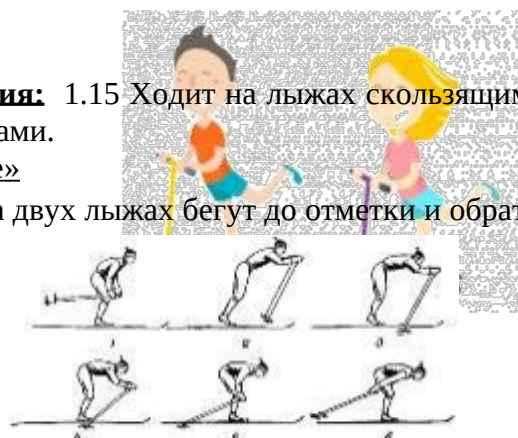 ия: 1.15 Ходит на лыжах скользящим
ами.
е»
а двух лыжах бегут до отметки и обрат